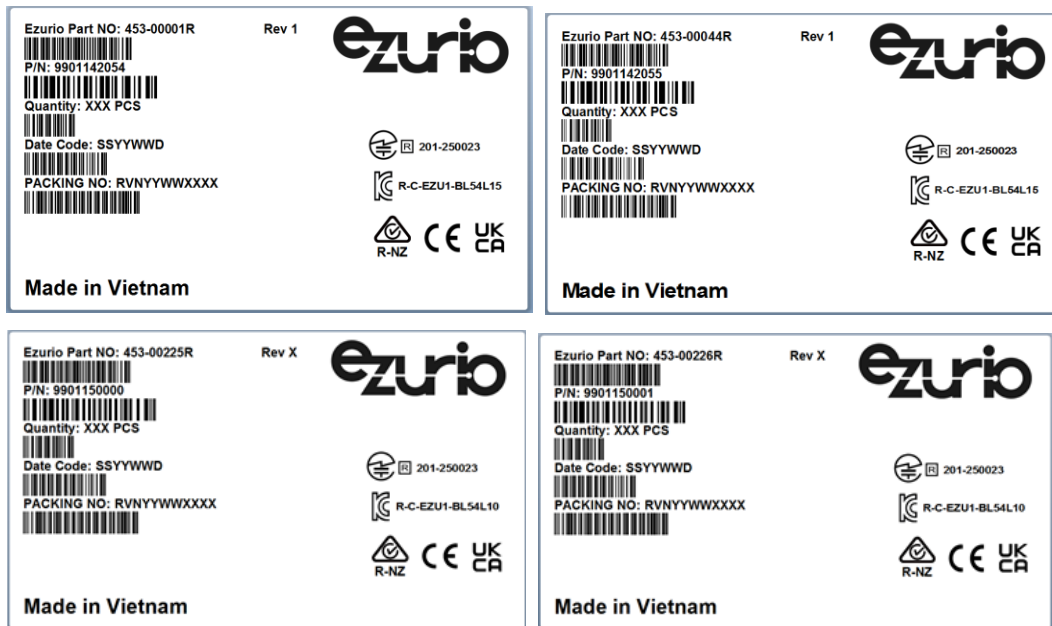 Ezurio Part NO: 453-00001R Rev 1
ezurio
P/N: 9901142054
Quantity: XXX PCS
Date Code: SSYYWWD
R 201-250023
PACKING NO: RVNYYWWXXXX
R-C-EZU1-BL54L15
R-NZ
CE
UK
CA
Made in Vietnam
Ezurio Part NO: 453-00044R Rev 1
ezurio
P/N: 9901142055
Quantity: XXX PCS
Date Code: SSYYWWD
R 201-250023
PACKING NO: RVNYYWWXXXX
R-C-EZU1-BL54L15
R-NZ
CE
UK
CA
Made in Vietnam
Ezurio Part NO: 453-00225R Rev X
ezurio
P/N: 9901150000
Quantity: XXX PCS
Date Code: SSYYWWD
R 201-250023
PACKING NO: RVNYYWWXXXX
R-C-EZU1-BL54L10
R-NZ
CE
UK
CA
Made in Vietnam
Ezurio Part NO: 453-00226R Rev X
ezurio
P/N: 9901150001
Quantity: XXX PCS
Date Code: SSYYWWD
R 201-250023
PACKING NO: RVNYYWWXXXX
R-C-EZU1-BL54L10
R-NZ
CE
UK
CA
Made in Vietnam